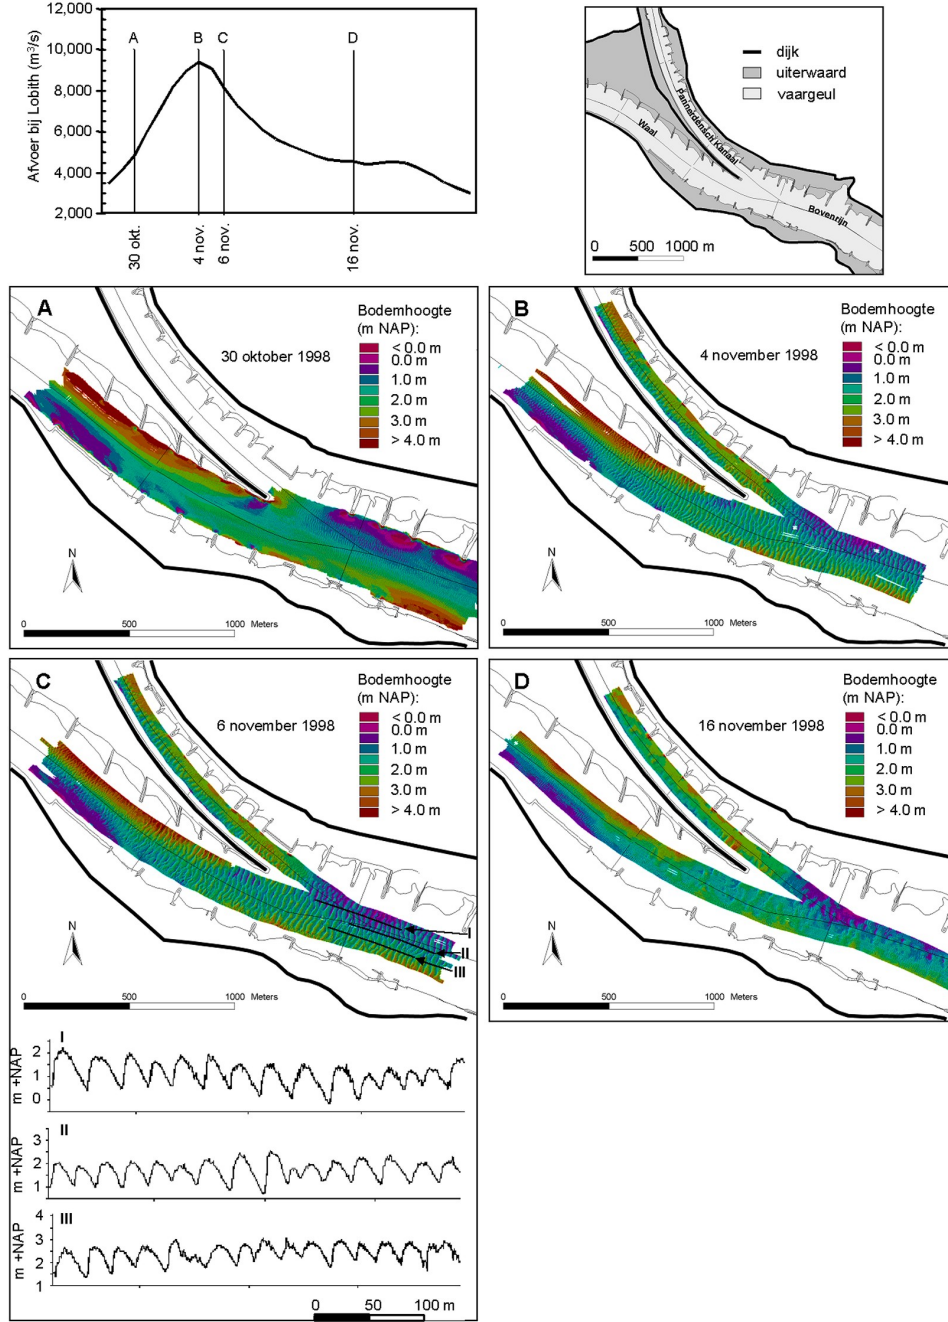 12,000
10,000
8,000
6,000
4,000
2,000
Afvoer bij Lobith (m³/s)
A
B
C
D
30 okt.
4 nov.
6 nov.
16 nov.
dijk
uiterwaard
vaargeul
Pannerdensch Kanaal
Waal
Bovenrijn
0 500 1000 m
A
30 oktober 1998
Bodemhoogte
(m NAP):
< 0.0 m
0.0 m
1.0 m
2.0 m
3.0 m
> 4.0 m
N
0 500 1000 Meters
B
4 november 1998
Bodemhoogte
(m NAP):
< 0.0 m
0.0 m
1.0 m
2.0 m
3.0 m
> 4.0 m
N
0 500 1000 Meters
C
6 november 1998
Bodemhoogte
(m NAP):
< 0.0 m
0.0 m
1.0 m
2.0 m
3.0 m
> 4.0 m
I
II
III
N
0 500 1000 Meters
D
16 november 1998
Bodemhoogte
(m NAP):
< 0.0 m
0.0 m
1.0 m
2.0 m
3.0 m
> 4.0 m
N
0 500 1000 Meters
I
m +NAP
2
1
0
II
m +NAP
3
2
1
III
m +NAP
4
3
2
1
0 50 100 m